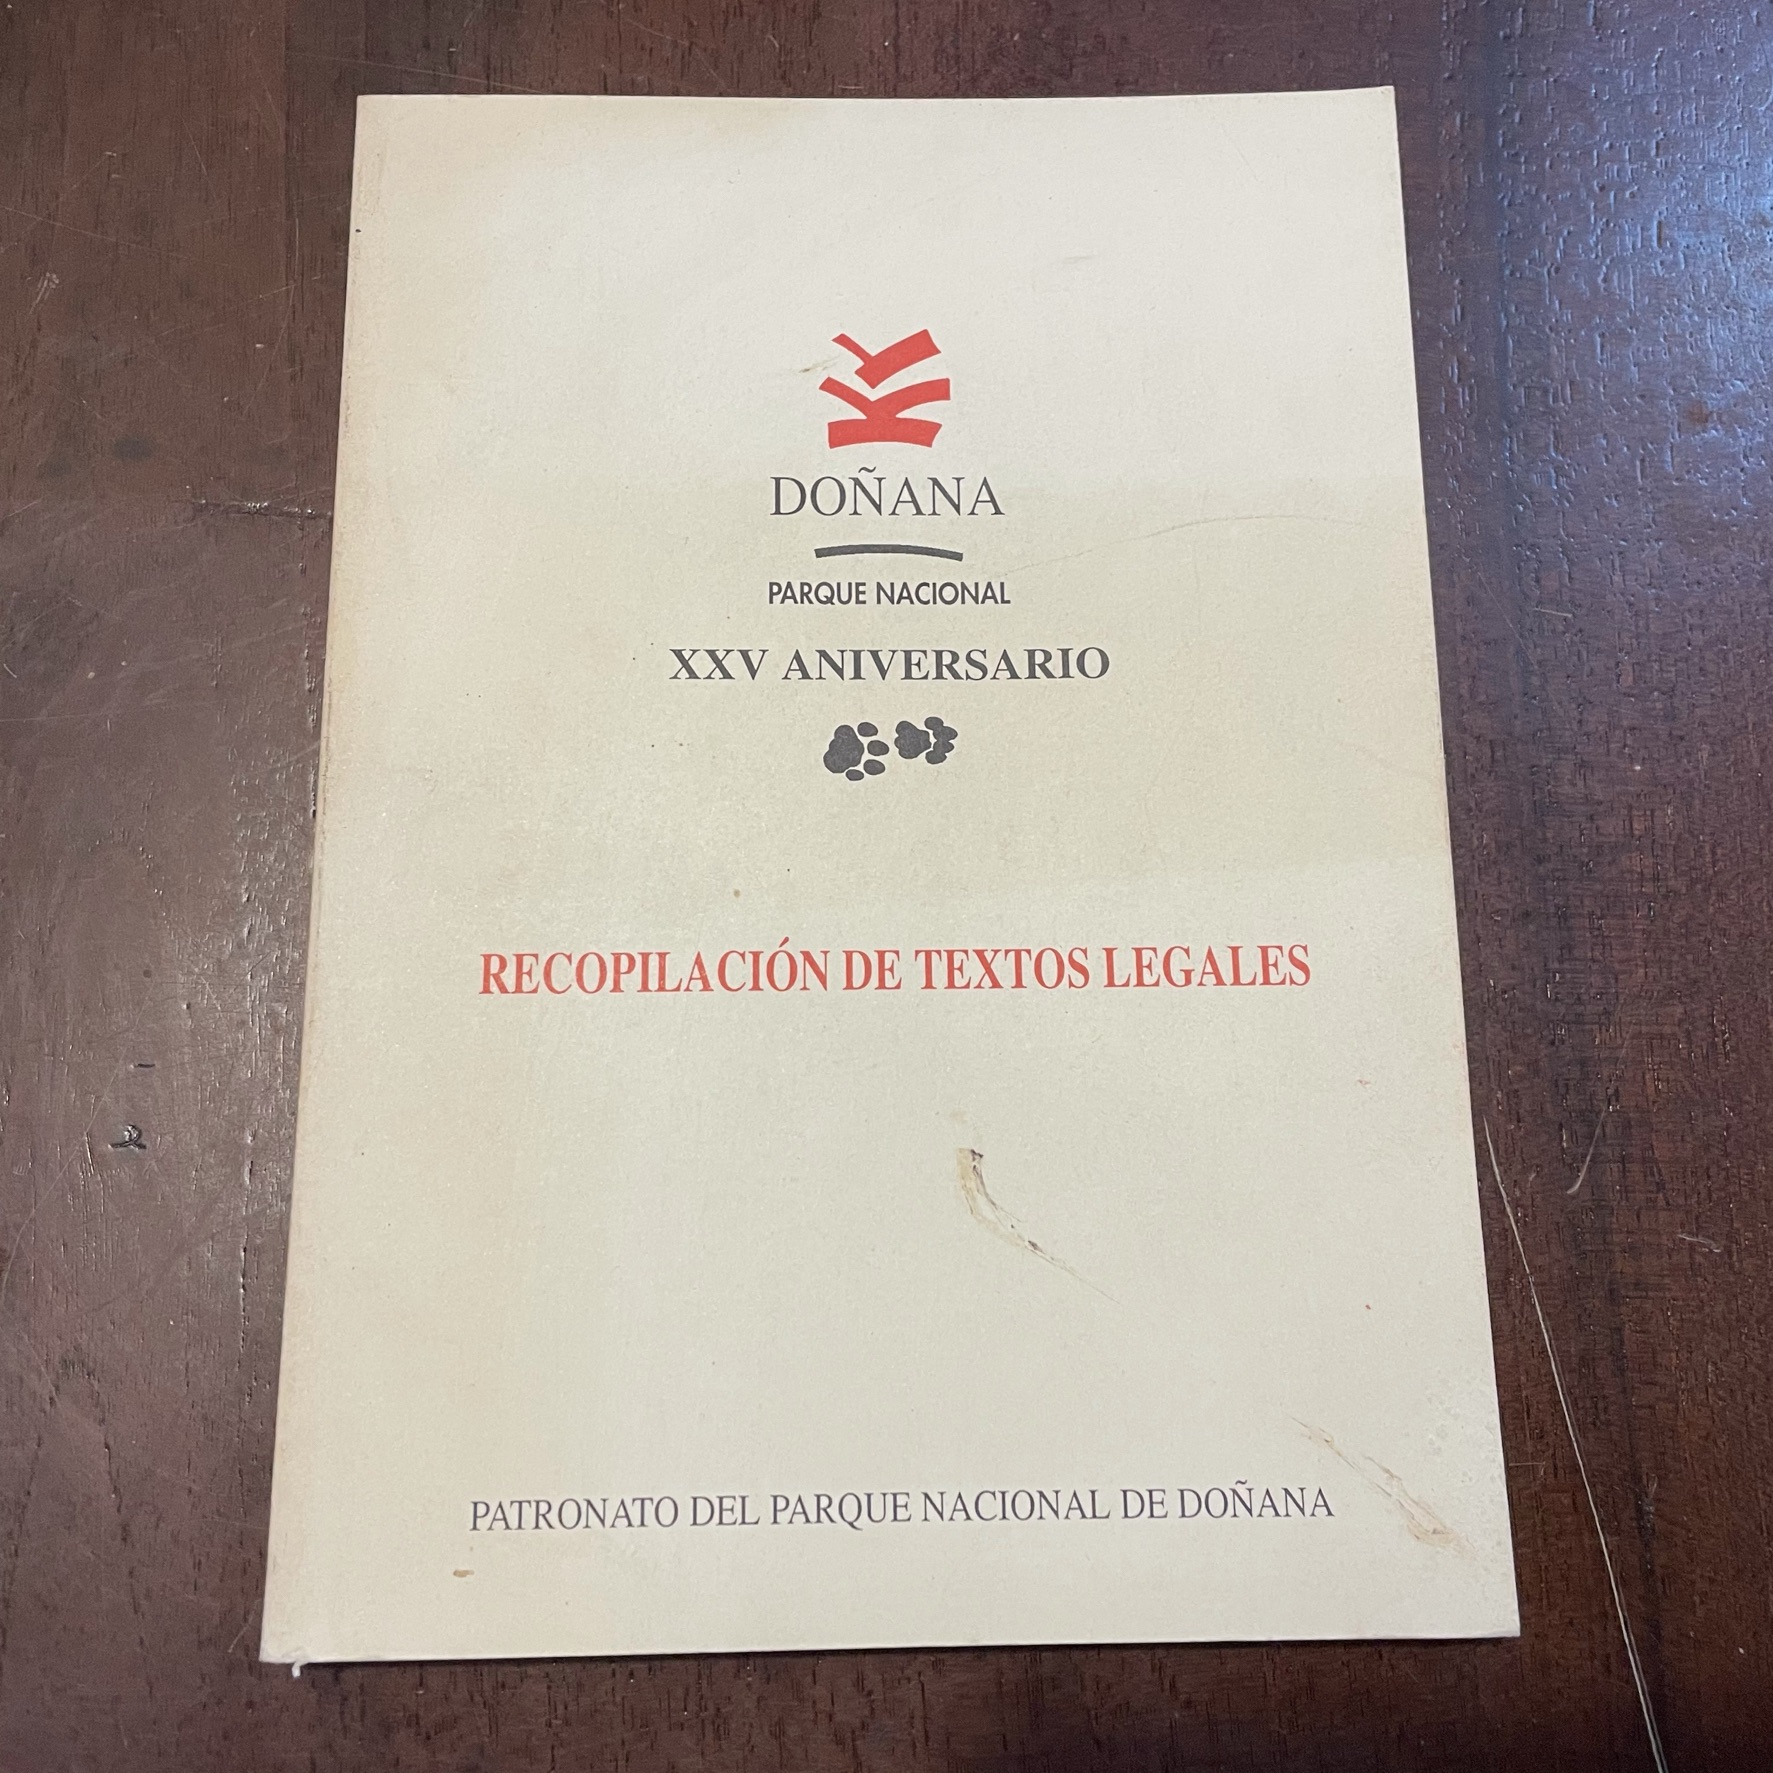 DOÑANA
PARQUE NACIONAL
XXV ANIVERSARIO
RECOPILACIÓN DE TEXTOS LEGALES
PATRONATO DEL PARQUE NACIONAL DE DOÑANA